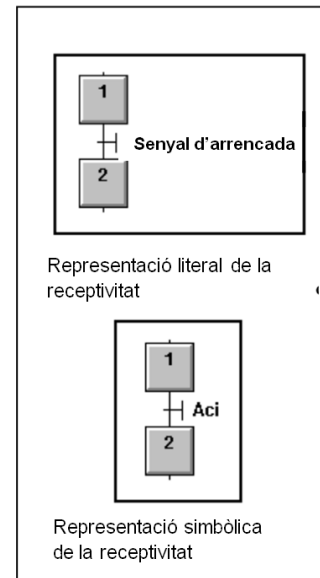 1
Senyal d'arrencada
2
Representació literal de la
receptivitat
1
Aci
2
Representació simbòlica
de la receptivitat